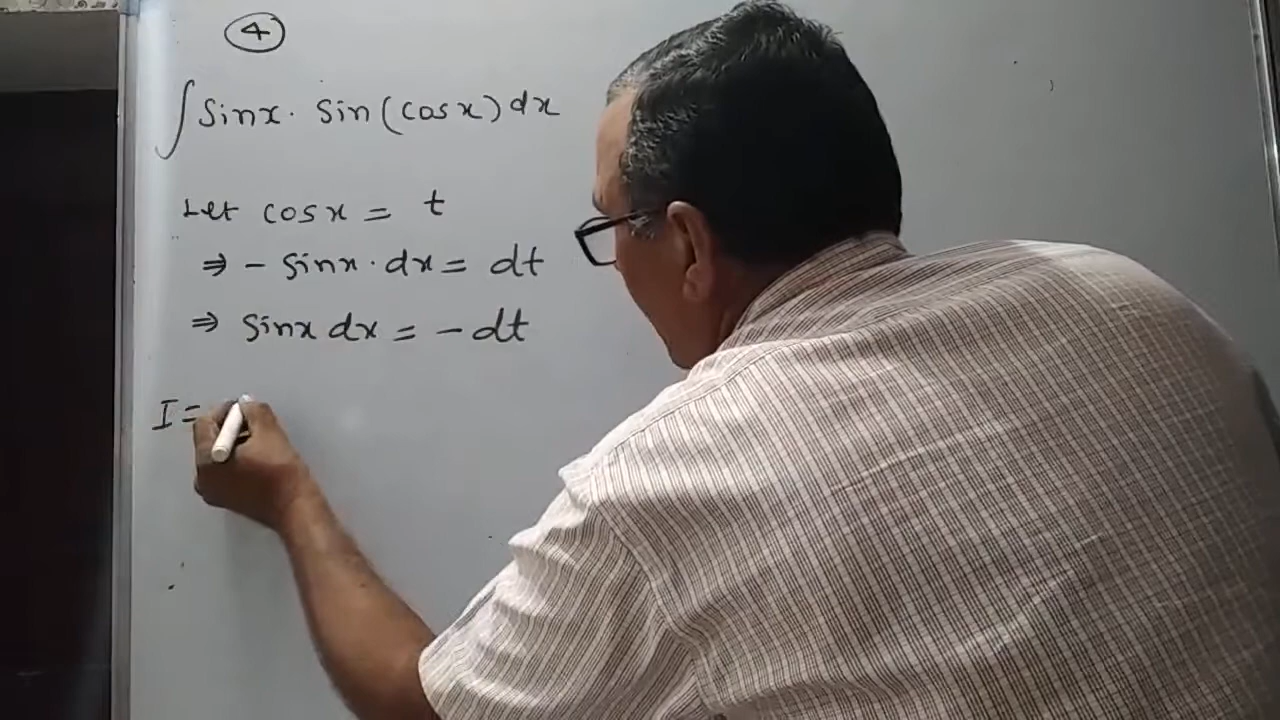 4
∫ Sinx. Sin(cosx)dx
Let cosx = t
⇒ - Sinx.dx = dt
⇒ Sinx dx = - dt
I =